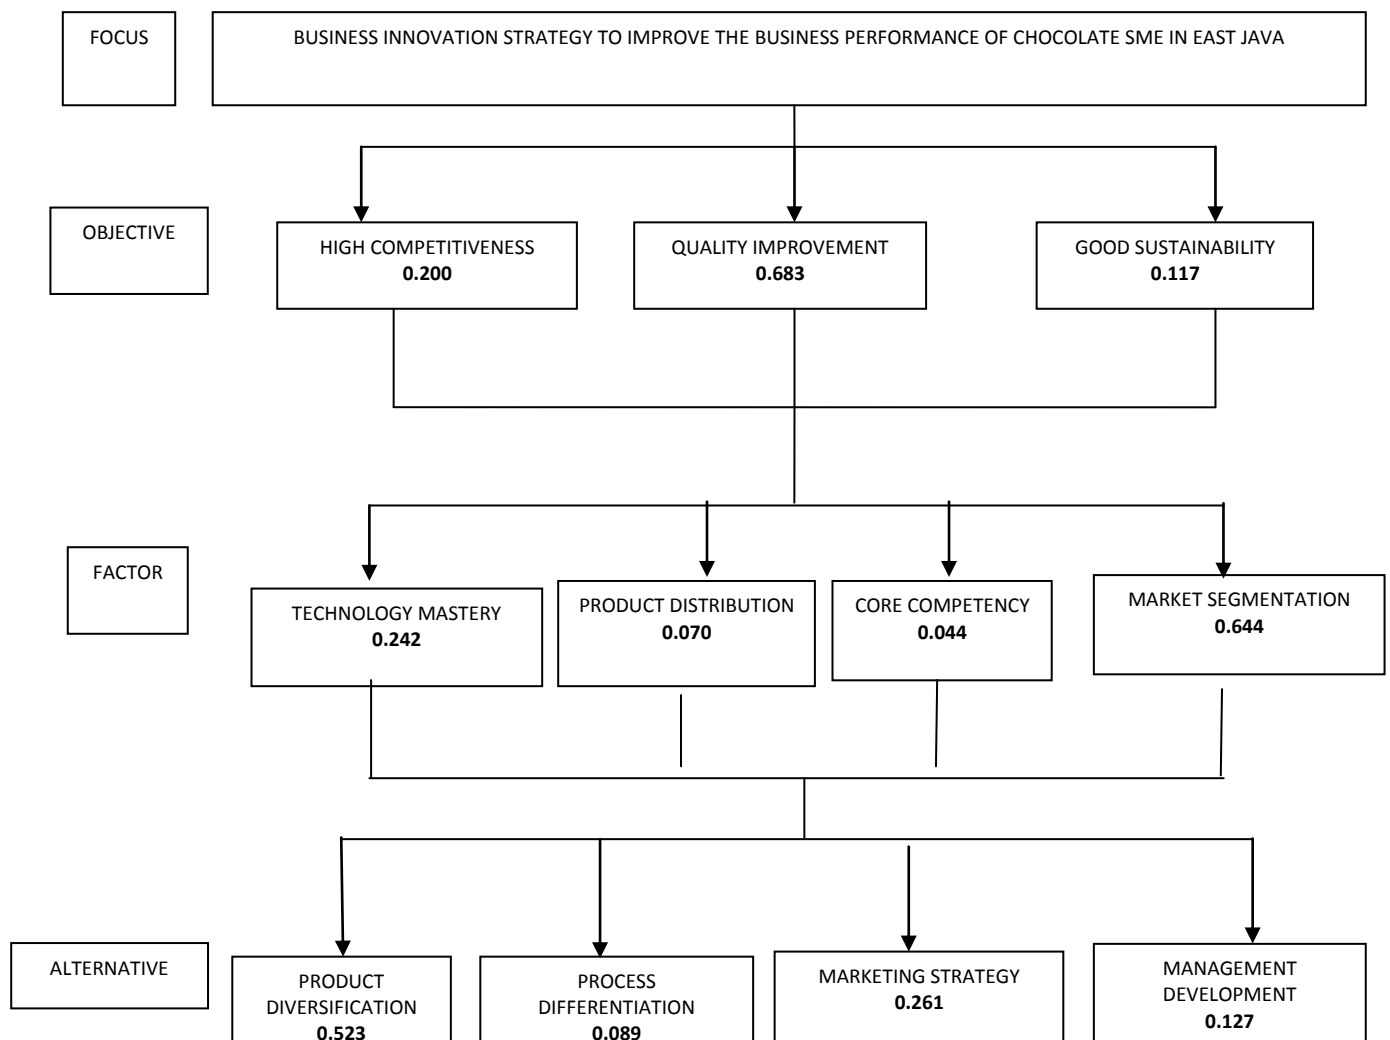 FOCUS
BUSINESS INNOVATION STRATEGY TO IMPROVE THE BUSINESS PERFORMANCE OF CHOCOLATE SME IN EAST JAVA
OBJECTIVE
HIGH COMPETITIVENESS
0.200
QUALITY IMPROVEMENT
0.683
GOOD SUSTAINABILITY
0.117
FACTOR
TECHNOLOGY MASTERY
0.242
PRODUCT DISTRIBUTION
0.070
CORE COMPETENCY
0.044
MARKET SEGMENTATION
0.644
ALTERNATIVE
PRODUCT
DIVERSIFICATION
0.523
PROCESS
DIFFERENTIATION
0.089
MARKETING STRATEGY
0.261
MANAGEMENT
DEVELOPMENT
0.127